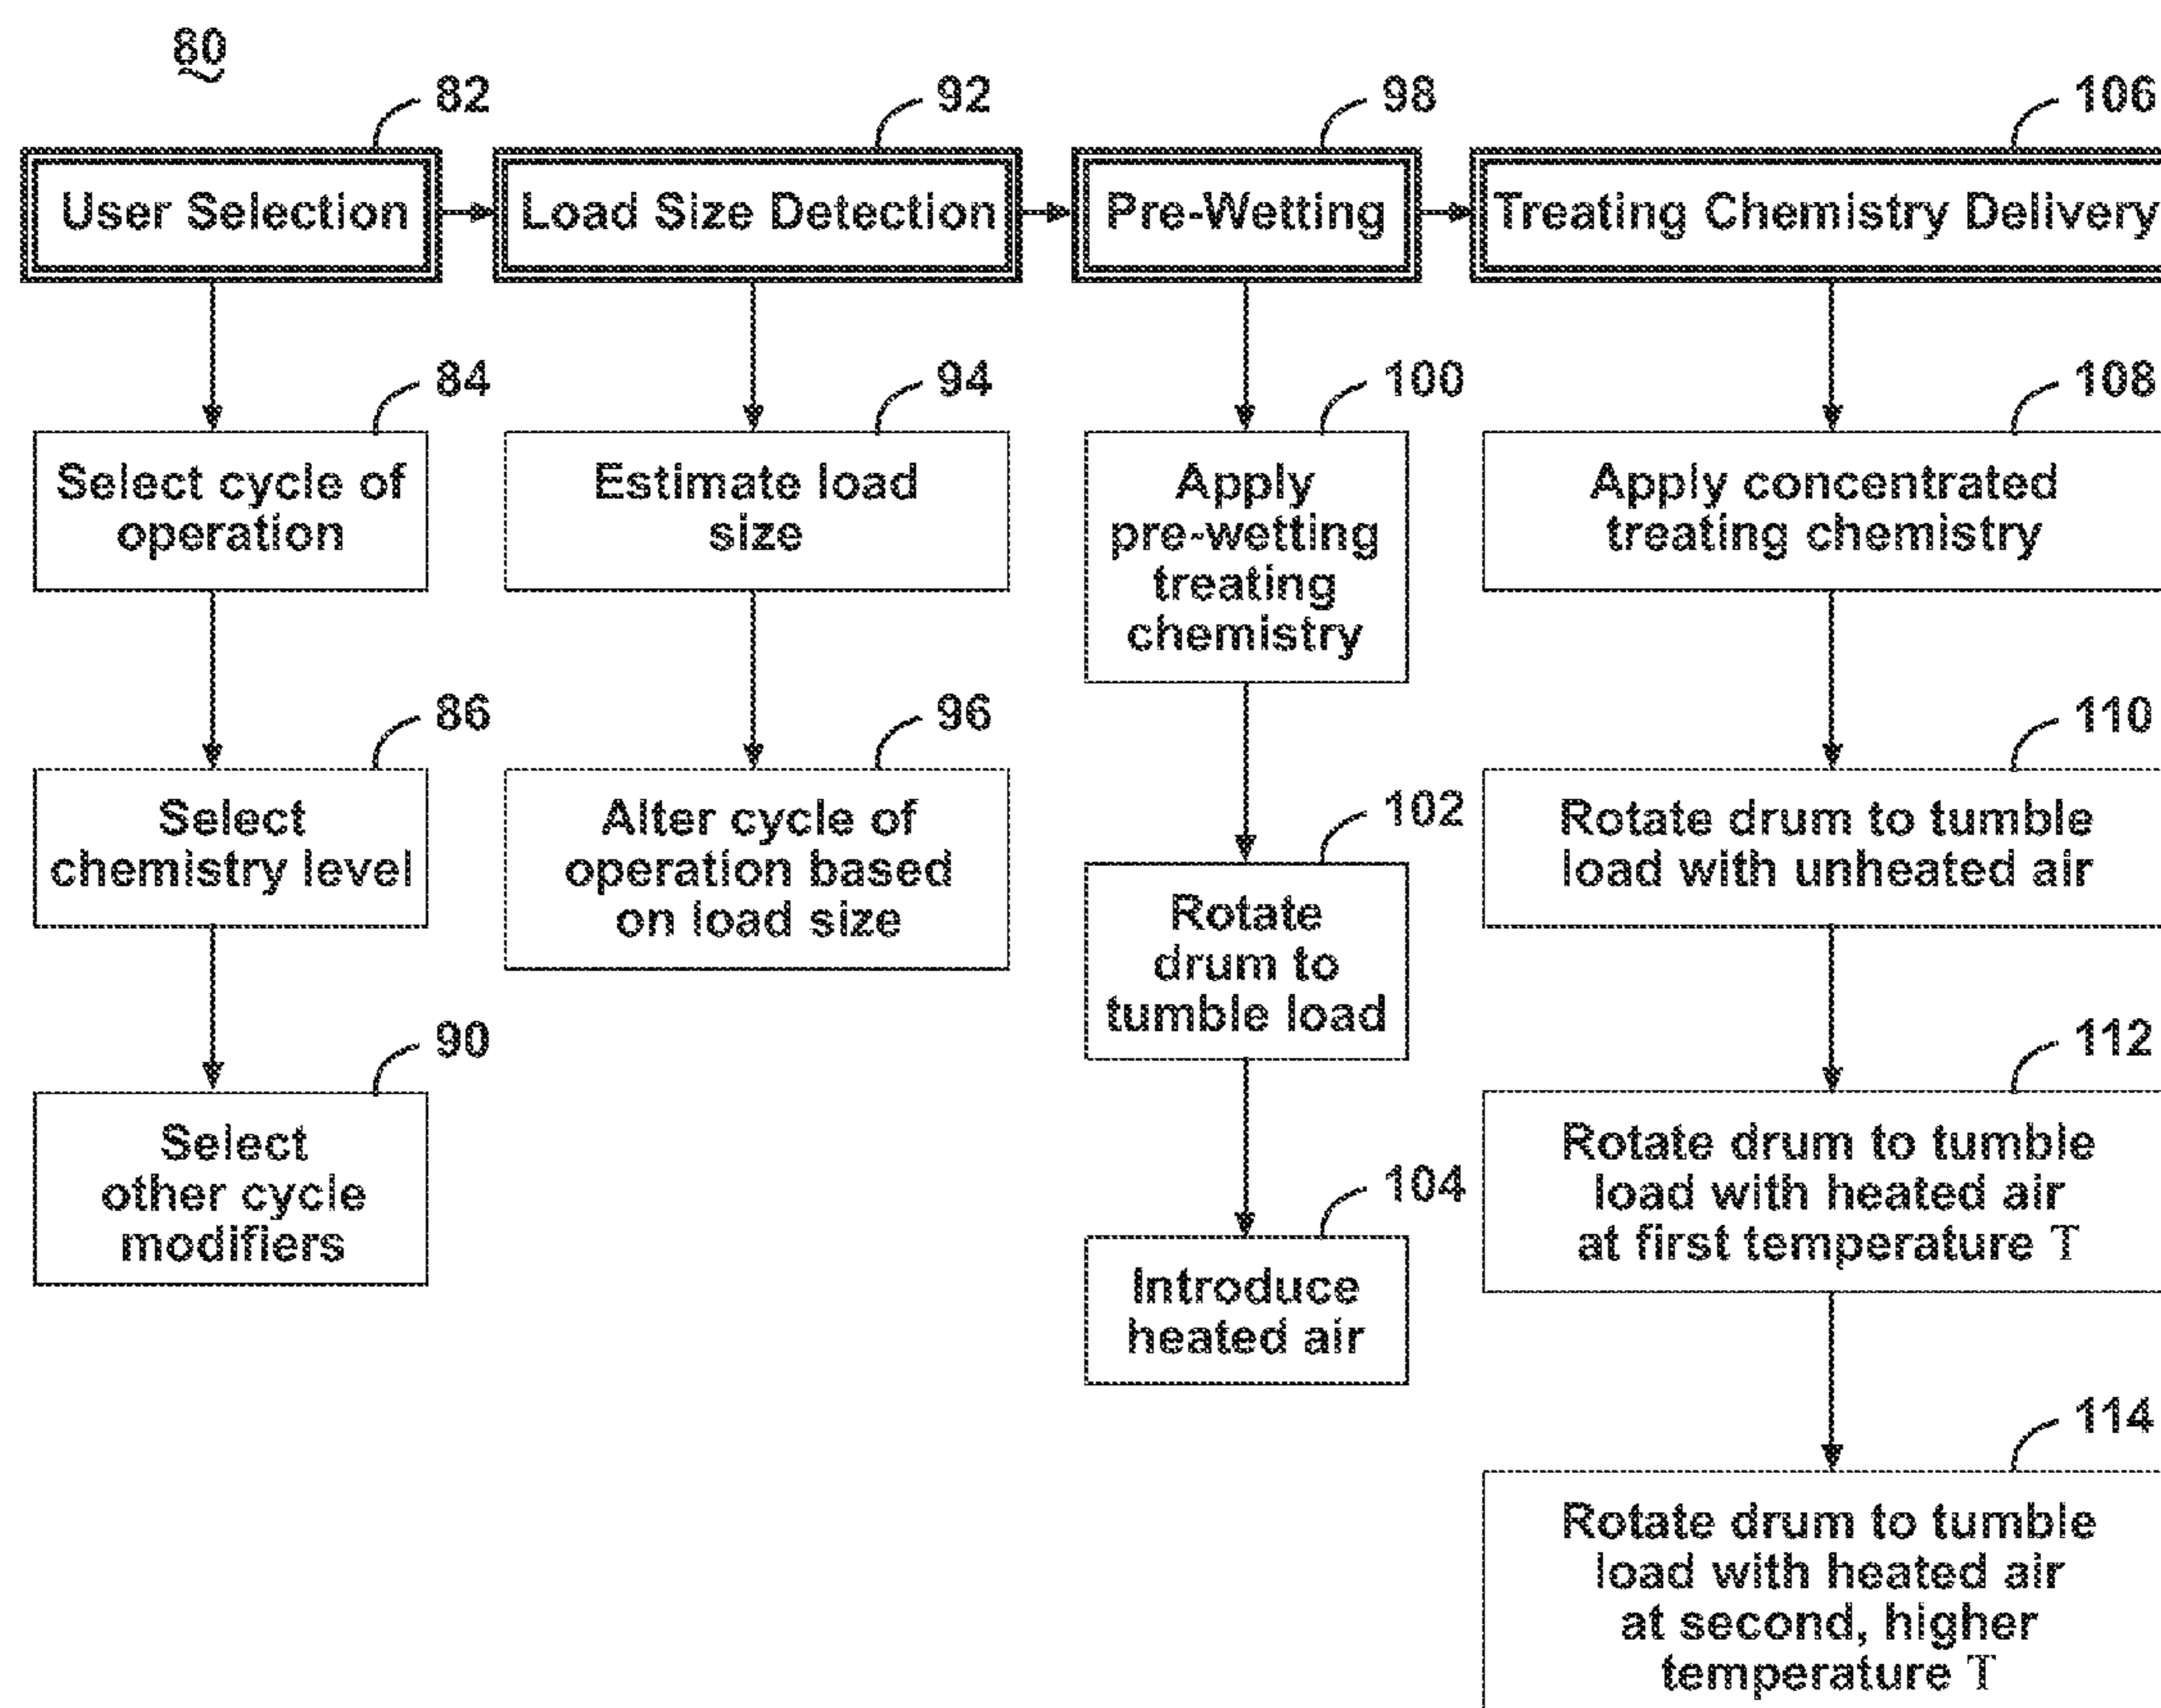 80
82
92
98
106
User Selection
Load Size Detection
Pre-Wetting
Treating Chemistry Delivery
84
94
100
108
Select cycle of
operation
Estimate load
size
Apply
pre-wetting
treating
chemistry
Apply concentrated
treating chemistry
86
96
102
110
Select
chemistry level
Alter cycle of
operation based
on load size
Rotate
drum to
tumble load
Rotate drum to tumble
load with unheated air
90
104
112
Select
other cycle
modifiers
Introduce
heated air
Rotate drum to tumble
load with heated air
at first temperature T
114
Rotate drum to tumble
load with heated air
at second, higher
temperature T